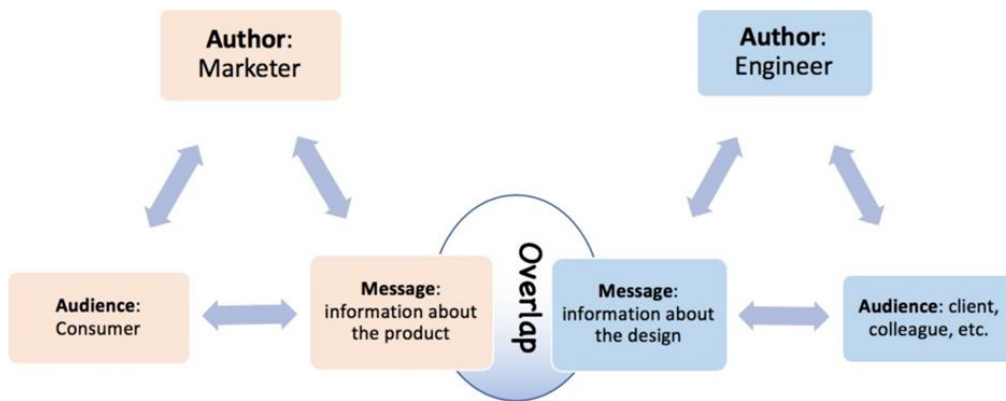 Author:
Marketer
Author:
Engineer
Audience:
Consumer
Message:
information about
the product
Overlap
Message:
information about
the design
Audience: client,
colleague, etc.